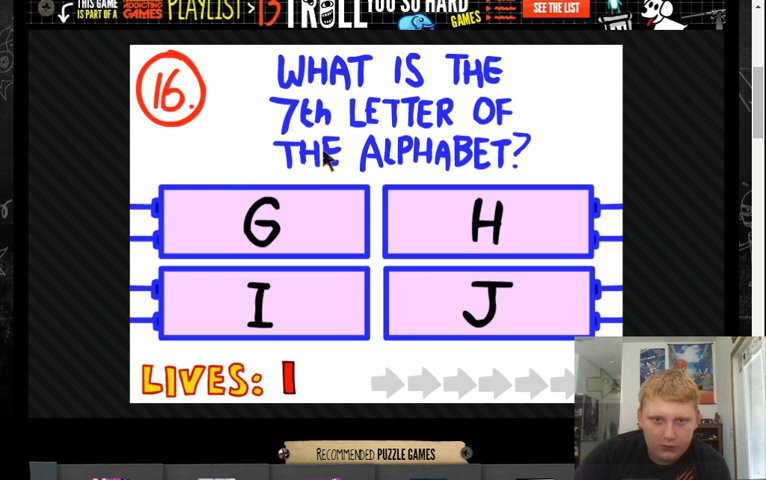 THIS GAME
IS PART OF A
ADDICTING
GAMES
PLAYLIST >
13
TROLL
YOU SO HARD
GAMES
SEE THE LIST
16.
WHAT IS THE
7th LETTER OF
THE ALPHABET?
G
H
I
J
LIVES: 1
RECOMMENDED PUZZLE GAMES